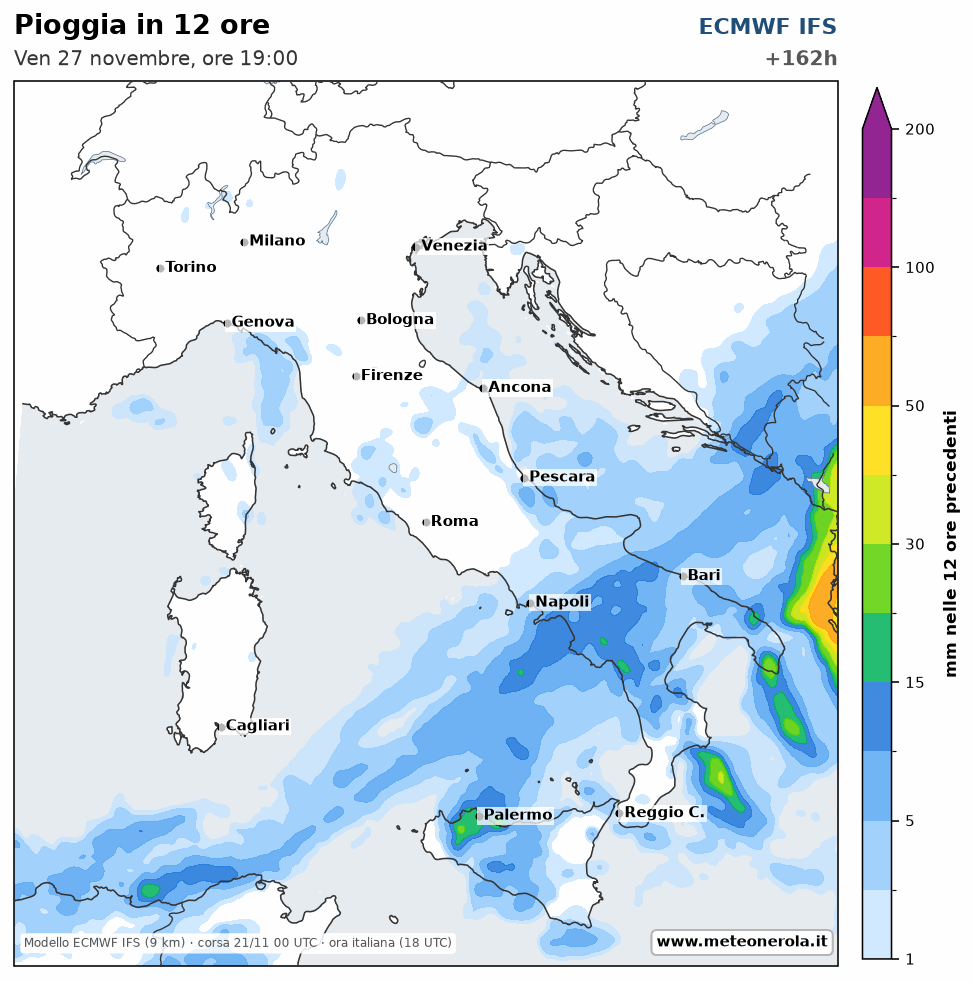 Pioggia in 12 ore
ECMWF IFS
Ven 27 novembre, ore 19:00
+162h
200
Milano
Venezia
Torino
100
Genova
Bologna
Firenze
Ancona
50
Pescara
Roma
30
Bari
Napoli
15
Cagliari
Palermo
Reggio C.
5
mm nelle 12 ore precedenti
Modello ECMWF IFS (9 km) · corsa 21/11 00 UTC · ora italiana (18 UTC)
www.meteonerola.it
1